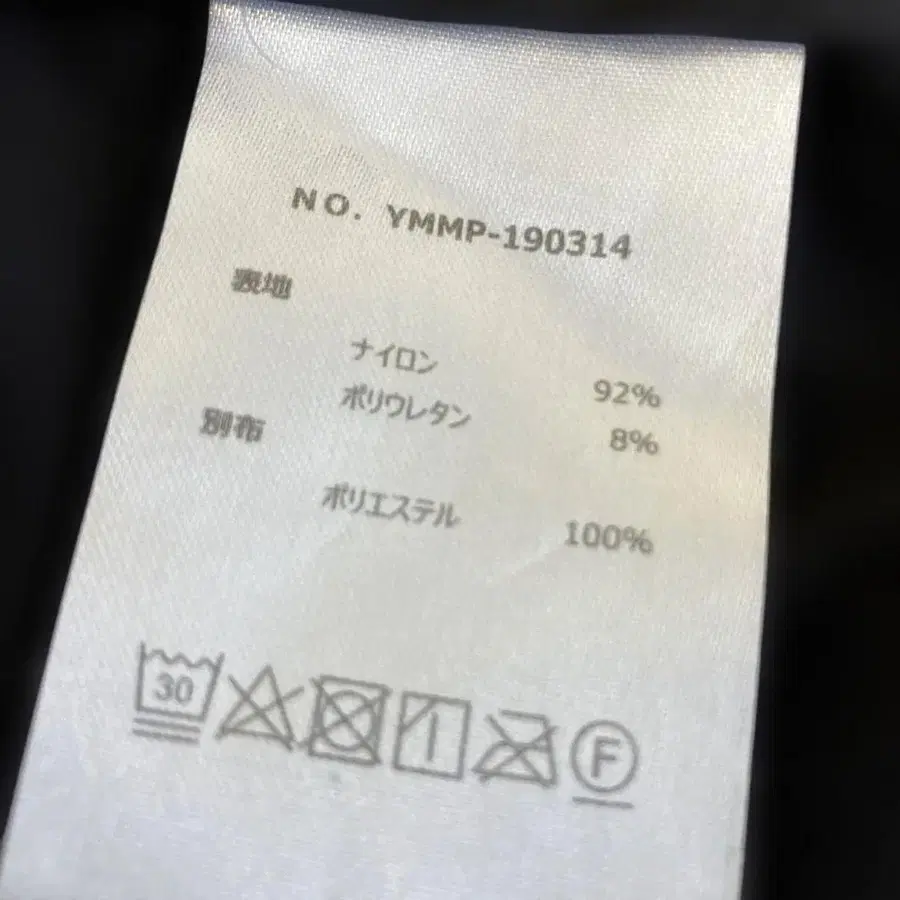 NO. YMMP-190314
表地
ナイロン 92%
ポリウレタン 8%
別布
ポリエステル 100%
30 F